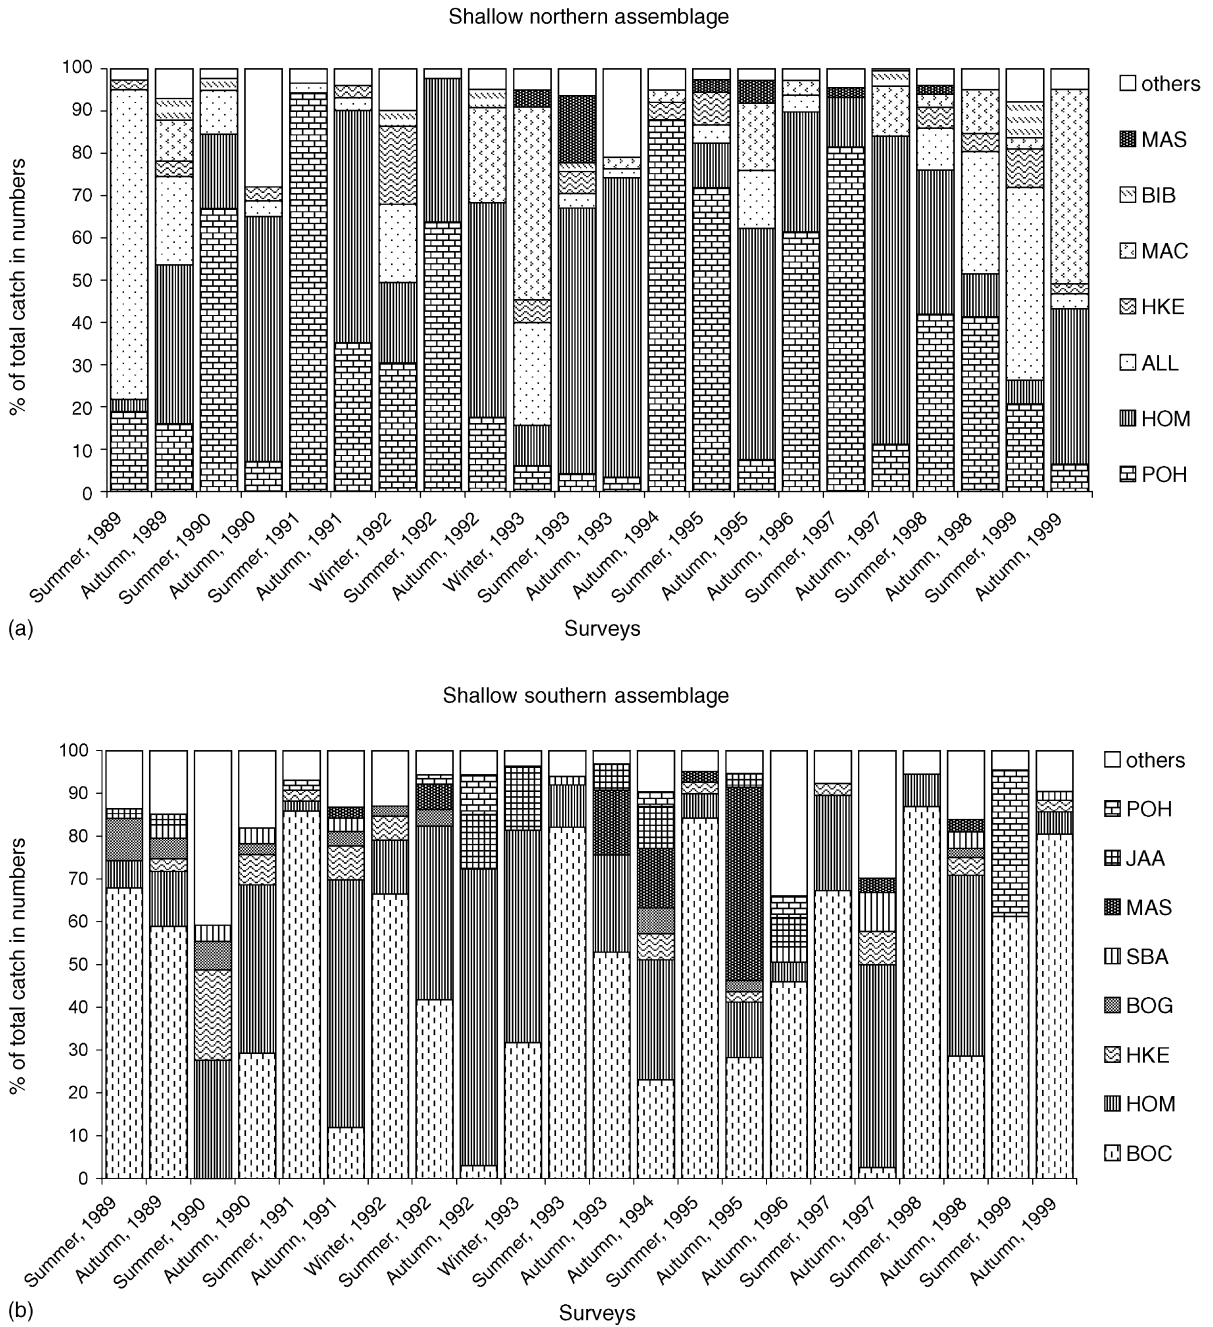 Shallow northern assemblage
% of total catch in numbers
100
90
80
70
60
50
40
30
20
10
0
others
MAS
BIB
MAC
HKE
ALL
HOM
POH
Summer, 1989
Autumn, 1989
Summer, 1990
Autumn, 1990
Summer, 1991
Autumn, 1991
Winter, 1992
Summer, 1992
Autumn, 1992
Winter, 1993
Summer, 1993
Autumn, 1993
Autumn, 1994
Summer, 1995
Autumn, 1995
Autumn, 1996
Summer, 1997
Autumn, 1997
Summer, 1998
Autumn, 1998
Summer, 1999
Autumn, 1999
(a)
Surveys
Shallow southern assemblage
% of total catch in numbers
100
90
80
70
60
50
40
30
20
10
0
others
POH
JAA
MAS
SBA
BOG
HKE
HOM
BOC
Summer, 1989
Autumn, 1989
Summer, 1990
Autumn, 1990
Summer, 1991
Autumn, 1991
Winter, 1992
Summer, 1992
Autumn, 1992
Winter, 1993
Summer, 1993
Autumn, 1993
Autumn, 1994
Summer, 1995
Autumn, 1995
Autumn, 1996
Summer, 1997
Autumn, 1997
Summer, 1998
Autumn, 1998
Summer, 1999
Autumn, 1999
(b)
Surveys